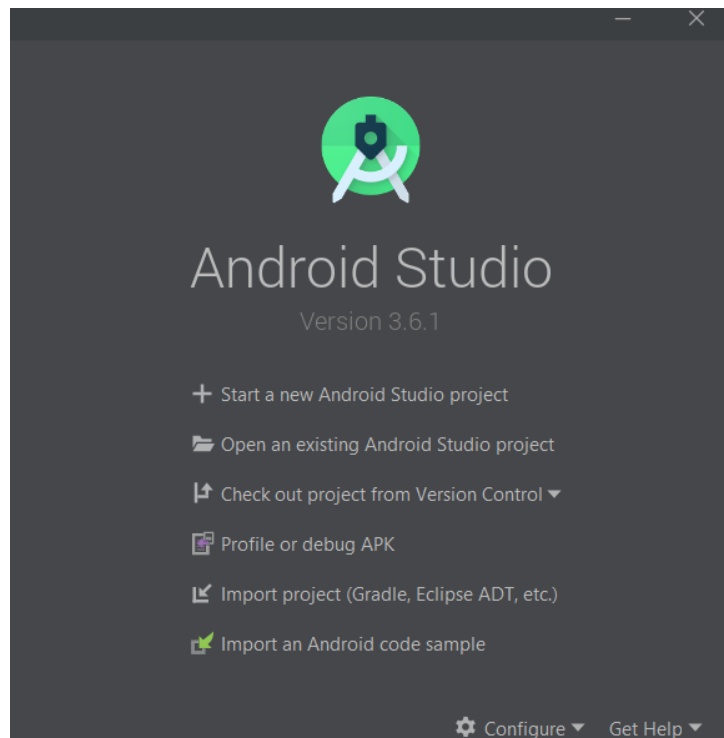 Android Studio
Version 3.6.1
Start a new Android Studio project
Open an existing Android Studio project
Check out project from Version Control
Profile or debug APK
Import project (Gradle, Eclipse ADT, etc.)
Import an Android code sample
Configure Get Help